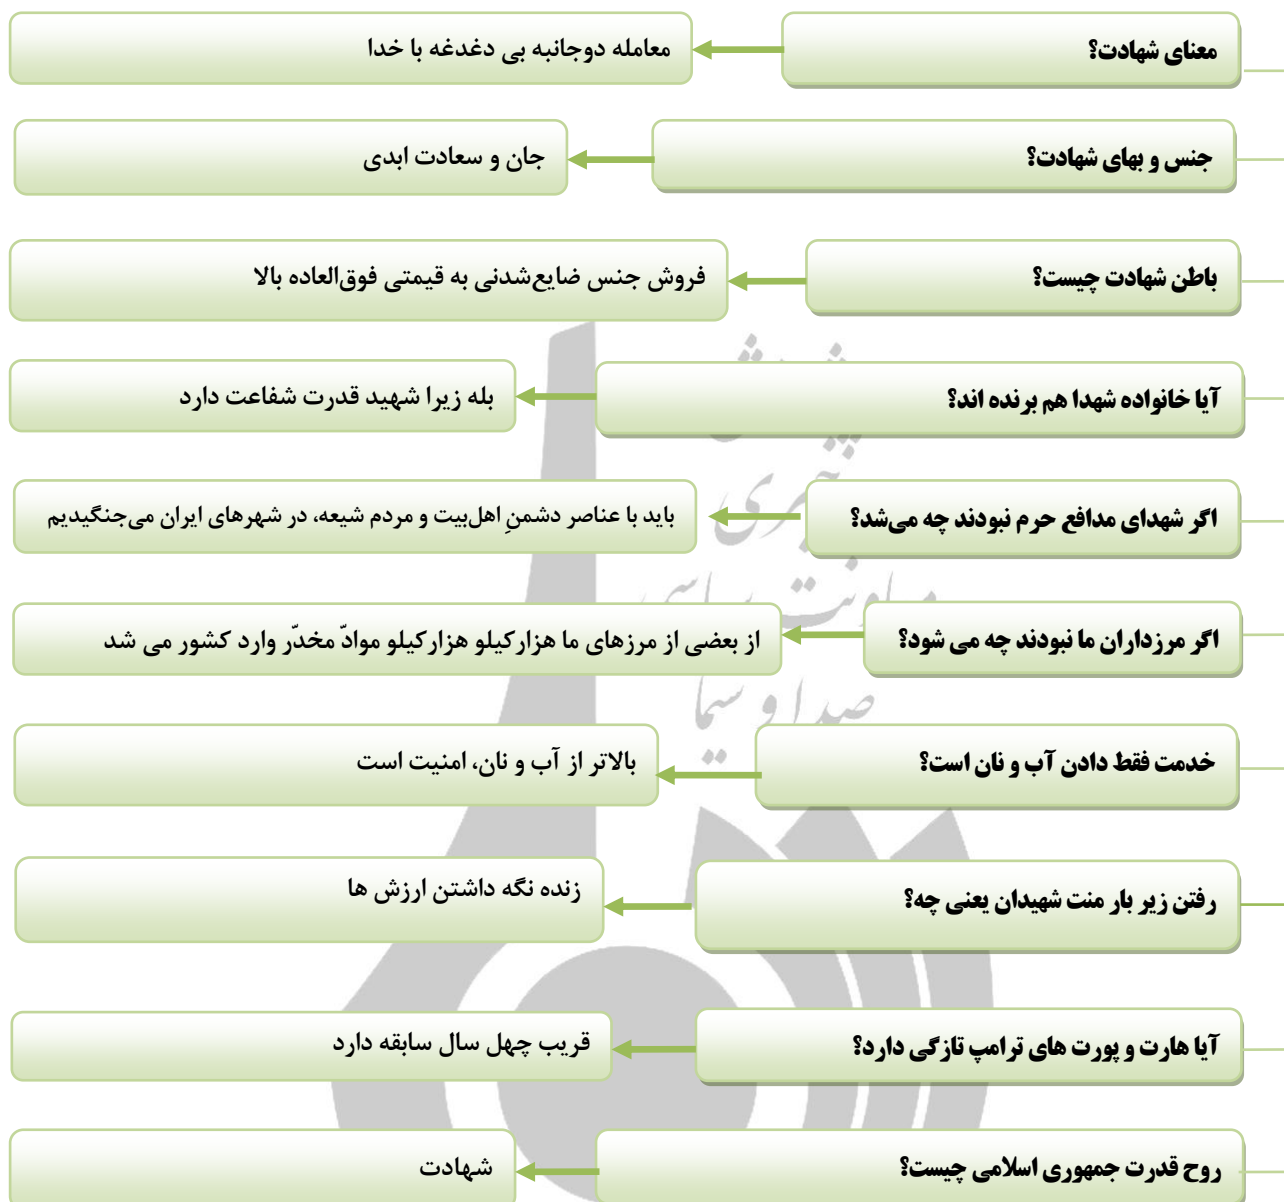 معنای شهادت؟
معامله دوجانبه بی دغدغه با خدا
جنس و بهای شهادت؟
جان و سعادت ابدی
باطن شهادت چیست؟
فروش جنس ضایع‌شدنی به قیمتی فوق‌العاده بالا
آیا خانواده شهدا هم برنده اند؟
بله زیرا شهید قدرت شفاعت دارد
اگر شهدای مدافع حرم نبودند چه می‌شد؟
باید با عناصر دشمنِ اهل‌بیت و مردم شیعه، در شهرهای ایران می‌جنگیدیم
اگر مرزداران ما نبودند چه می شود؟
از بعضی از مرزهای ما هزارکیلو هزارکیلو موادّ مخدّر وارد کشور می شد
صدا و سیما
خدمت فقط دادن آب و نان است؟
بالاتر از آب و نان، امنیت است
رفتن زیر بار منت شهیدان یعنی چه؟
زنده نگه داشتن ارزش ها
آیا هارت و پورت های ترامپ تازگی دارد؟
قریب چهل سال سابقه دارد
روح قدرت جمهوری اسلامی چیست؟
شهادت